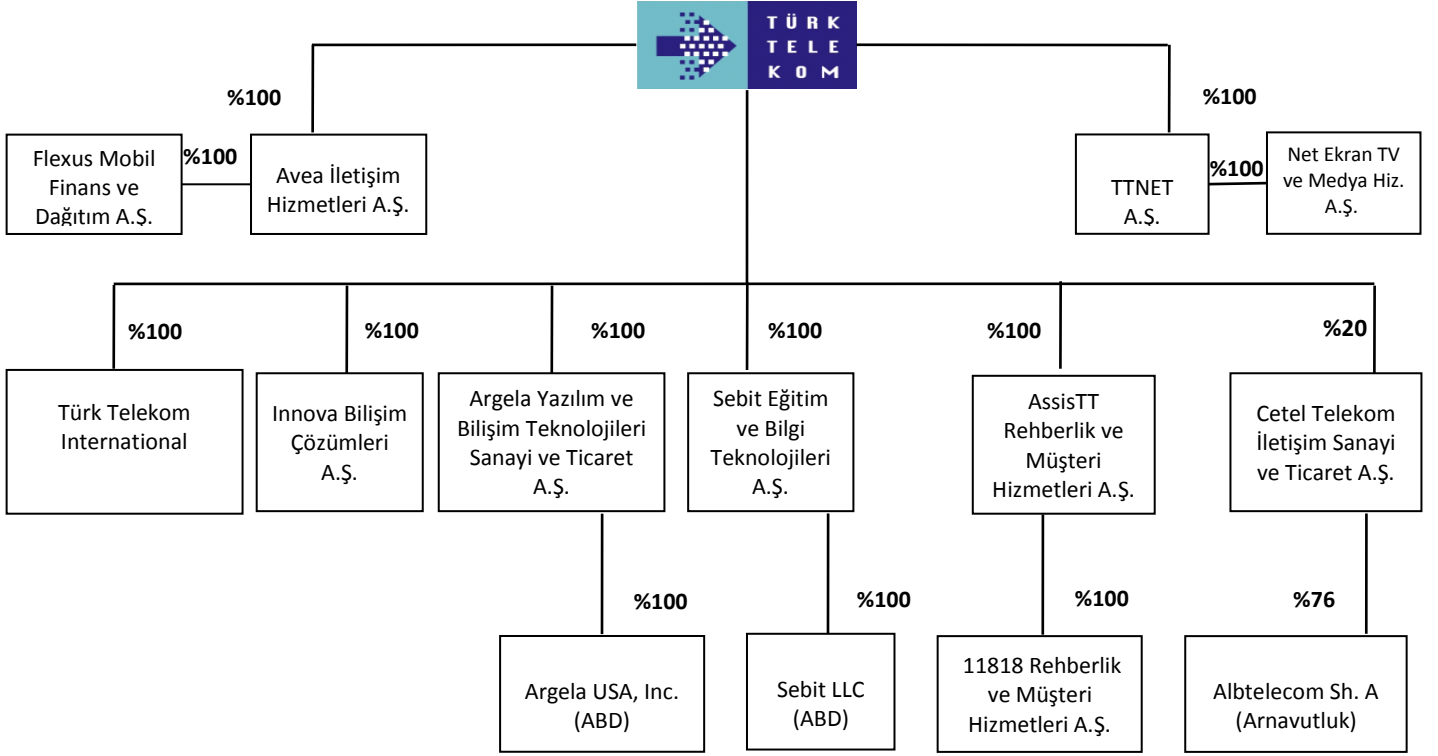 TÜRK
TELE
KOM
%100
%100
Flexus Mobil
Finans ve
Dağıtım A.Ş.
%100
Avea İletişim
Hizmetleri A.Ş.
TTNET
A.Ş.
%100
Net Ekran TV
ve Medya Hiz.
A.Ş.
%100
%100
%100
%100
%100
%20
Türk Telekom
International
Innova Bilişim
Çözümleri
A.Ş.
Argela Yazılım ve
Bilişim Teknolojileri
Sanayi ve Ticaret
A.Ş.
Sebit Eğitim
ve Bilgi
Teknolojileri
A.Ş.
AssisTT
Rehberlik ve
Müşteri
Hizmetleri A.Ş.
Cetel Telekom
İletişim Sanayi
ve Ticaret A.Ş.
%100
%100
%100
%76
Argela USA, Inc.
(ABD)
Sebit LLC
(ABD)
11818 Rehberlik
ve Müşteri
Hizmetleri A.Ş.
Albtelecom Sh. A
(Arnavutluk)